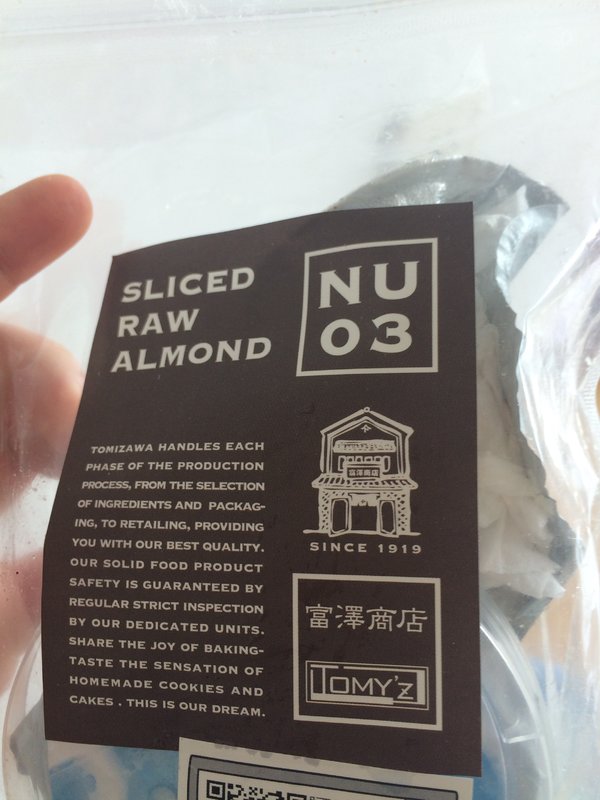 SLICED
RAW
ALMOND
NU
03
TOMIZAWA HANDLES EACH
PHASE OF THE PRODUCTION
PROCESS, FROM THE SELECTION
OF INGREDIENTS AND PACKAG-
ING, TO RETAILING, PROVIDING
YOU WITH OUR BEST QUALITY.
OUR SOLID FOOD PRODUCT
SAFETY IS GUARANTEED BY
REGULAR STRICT INSPECTION
BY OUR DEDICATED UNITS.
SHARE THE JOY OF BAKING-
TASTE THE SENSATION OF
HOMEMADE COOKIES AND
CAKES . THIS IS OUR DREAM.
富澤商店
SINCE 1919
富澤商店
TOMY'z